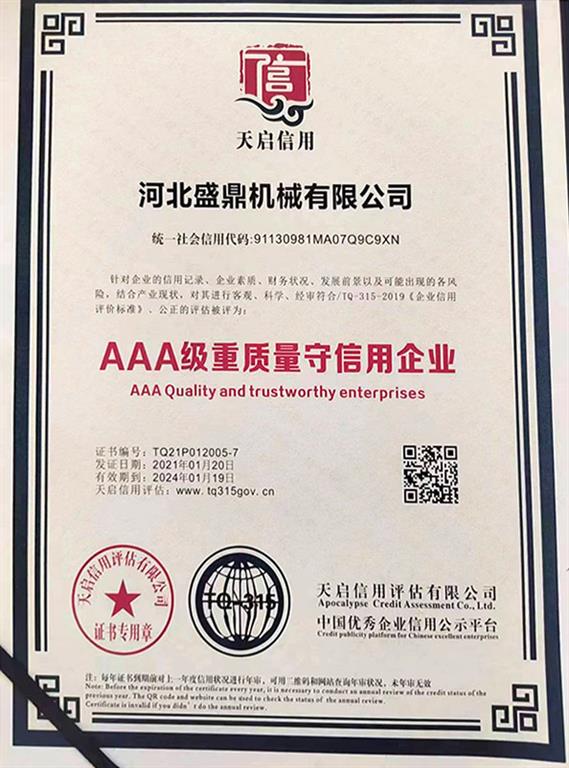 信
天启信用
河北盛鼎机械有限公司
统一社会信用代码:91130981MA07Q9C9XN
针对企业的信用记录、企业素质、财务状况、发展前景以及可能出现的各风
险，结合产业现状，对其进行客观、科学、经审符合/TQ-315-2019《企业信用
评价标准》、公正的评估被评为:
AAA级重质量守信用企业
AAA Quality and trustworthy enterprises
证书编号: TQ21P012005-7
发证日期: 2021年01月20日
有效期到: 2024年01月19日
天启信用评估: www.tq315gov.cn
天启信用评估有限公司
证书专用章
TQ-315
天启信用评估有限公司
Apocalypse Credit Assessment Co., Ltd.
中国优秀企业信用公示平台
Credit publicity platform for Chinese excellent enterprises
注: 每年证书到期前对上一年度信用状况进行年审, 可用二维码和网站查询年审状况, 未年审无效
Note: Before the expiration of the certificate every year, it is necessary to conduct an annual review of the credit status of the
previous year. The QR code and website can be used to check the status of the annual review.
Certificate is invalid if you didn't do the annual review.